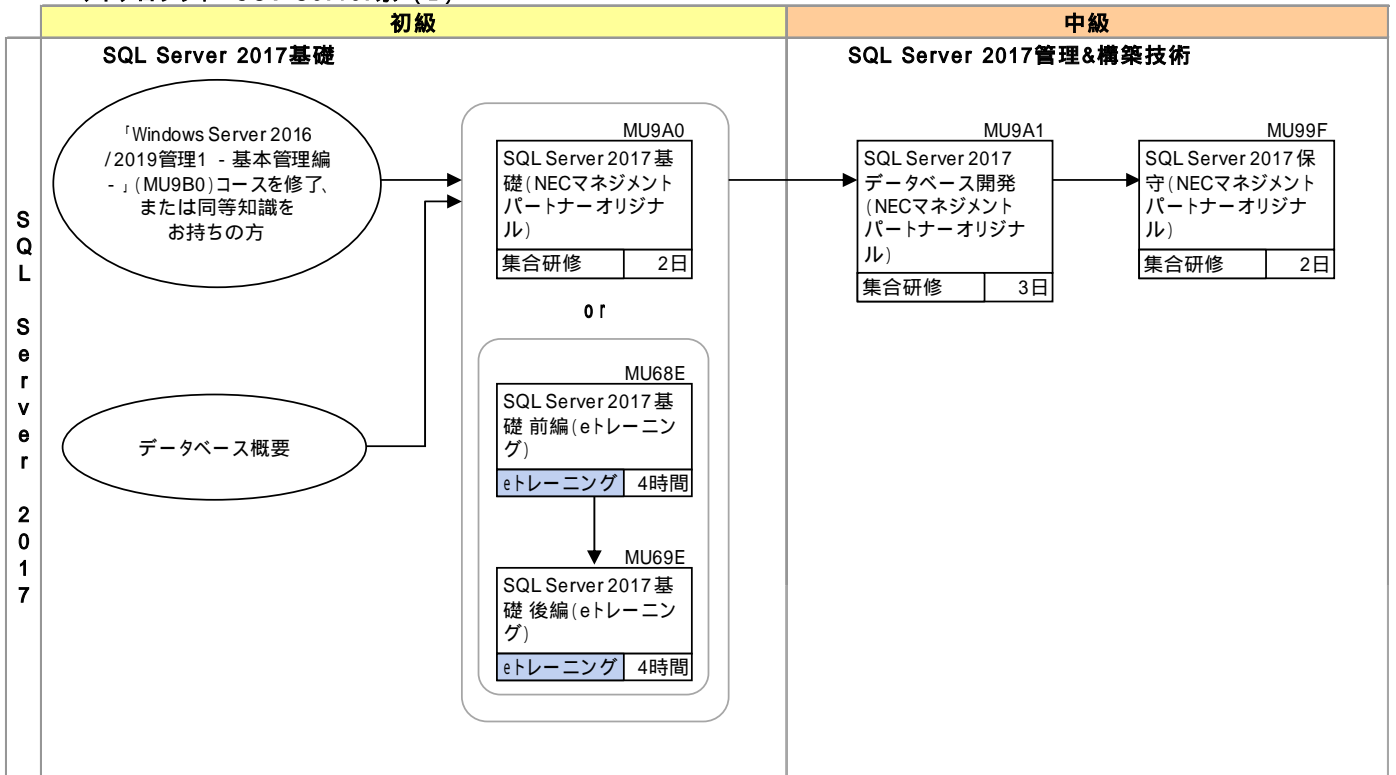 初級
中級
SQL Server 2017基礎
SQL Server 2017管理&構築技術
SQL Server 2017
「Windows Server 2016
/2019管理1 - 基本管理編
-」(MU9B0)コースを修了、
または同等知識を
お持ちの方
データベース概要
MU9A0
SQL Server 2017基
礎(NECマネジメント
パートナーオリジナ
ル)
集合研修 2日
or
MU68E
SQL Server 2017基
礎 前編(eトレーニン
グ)
eトレーニング 4時間
MU69E
SQL Server 2017基
礎 後編(eトレーニン
グ)
eトレーニング 4時間
MU9A1
SQL Server 2017
データベース開発
(NECマネジメント
パートナーオリジナ
ル)
集合研修 3日
MU99F
SQL Server 2017保
守(NECマネジメント
パートナーオリジナ
ル)
集合研修 2日